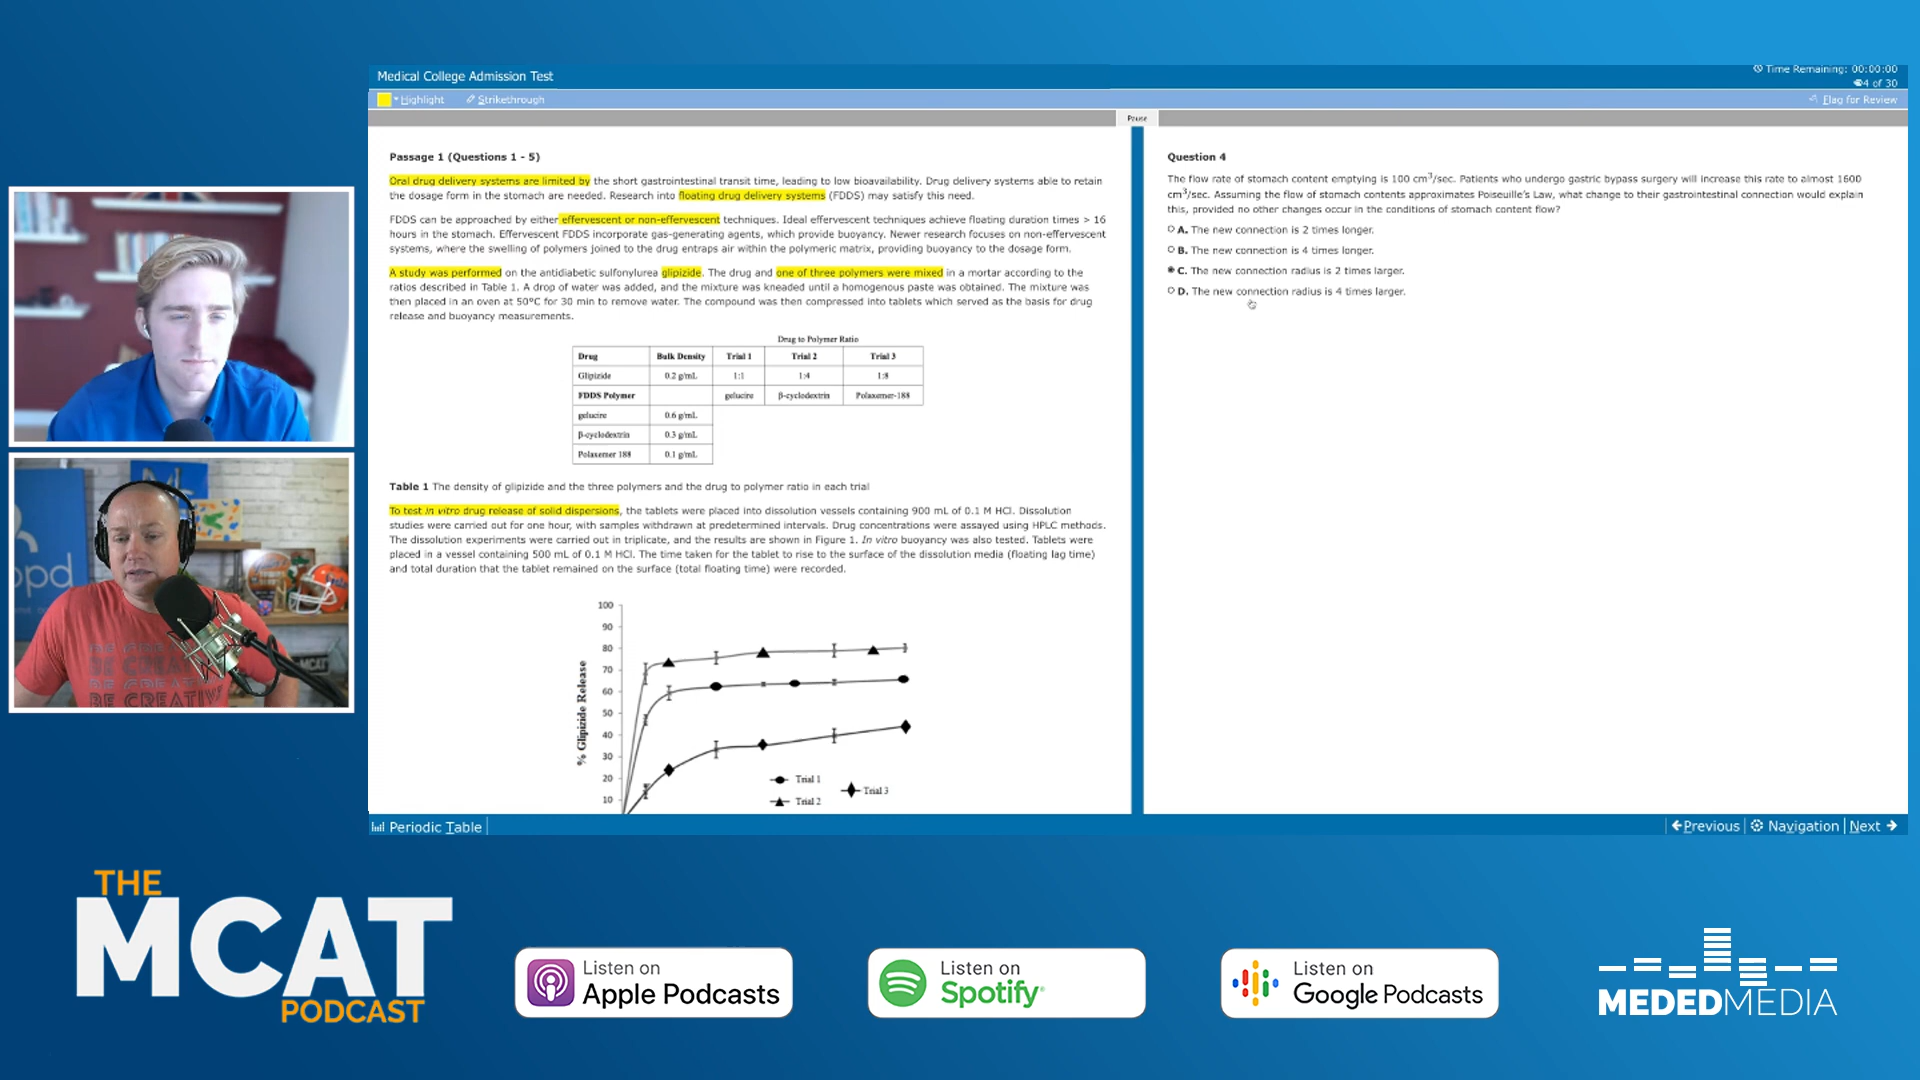 Medical College Admission Test
Time Remaining: 00:00:00
4 of 30
Highlight
Strikethrough
Flag for Review
Pause
Passage 1 (Questions 1 - 5)
Oral drug delivery systems are limited by the short gastrointestinal transit time, leading to low bioavailability. Drug delivery systems able to retain
the dosage form in the stomach are needed. Research into floating drug delivery systems (FDDS) may satisfy this need.
FDDS can be approached by either effervescent or non-effervescent techniques. Ideal effervescent techniques achieve floating duration times > 16
hours in the stomach. Effervescent FDDS incorporate gas-generating agents, which provide buoyancy. Newer research focuses on non-effervescent
systems, where the swelling of polymers joined to the drug entraps air within the polymeric matrix, providing buoyancy to the dosage form.
A study was performed on the antidiabetic sulfonylurea glipizide. The drug and one of three polymers were mixed in a mortar according to the
ratios described in Table 1. A drop of water was added, and the mixture was kneaded until a homogenous paste was obtained. The mixture was
then placed in an oven at 50°C for 30 min to remove water. The compound was then compressed into tablets which served as the basis for drug
release and buoyancy measurements.
Drug to Polymer Ratio
Drug Bulk Density Trial 1 Trial 2 Trial 3
Glipizide 0.2 g/mL 1:1 1:4 1:8
FDDS Polymer gelucire β-cyclodextrin Polaxemer-188
gelucire 0.6 g/mL
β-cyclodextrin 0.3 g/mL
Polaxemer 188 0.1 g/mL
Table 1 The density of glipizide and the three polymers and the drug to polymer ratio in each trial
To test in vitro drug release of solid dispersions, the tablets were placed into dissolution vessels containing 900 mL of 0.1 M HCl. Dissolution
studies were carried out for one hour, with samples withdrawn at predetermined intervals. Drug concentrations were assayed using HPLC methods.
The dissolution experiments were carried out in triplicate, and the results are shown in Figure 1. In vitro buoyancy was also tested. Tablets were
placed in a vessel containing 500 mL of 0.1 M HCl. The time taken for the tablet to rise to the surface of the dissolution media (floating lag time)
and total duration that the tablet remained on the surface (total floating time) were recorded.
% Glipizide Release
100
90
80
70
60
50
40
30
20
10
Trial 1
Trial 2
Trial 3
Question 4
The flow rate of stomach content emptying is 100 cm³/sec. Patients who undergo gastric bypass surgery will increase this rate to almost 1600
cm³/sec. Assuming the flow of stomach contents approximates Poiseuille's Law, what change to their gastrointestinal connection would explain
this, provided no other changes occur in the conditions of stomach content flow?
A. The new connection is 2 times longer.
B. The new connection is 4 times longer.
C. The new connection radius is 2 times larger.
D. The new connection radius is 4 times larger.
Periodic Table
Previous
Navigation
Next
BE CREATIVE
THE
MCAT
PODCAST
Listen on
Apple Podcasts
Listen on
Spotify
Listen on
Google Podcasts
MEDEDMEDIA